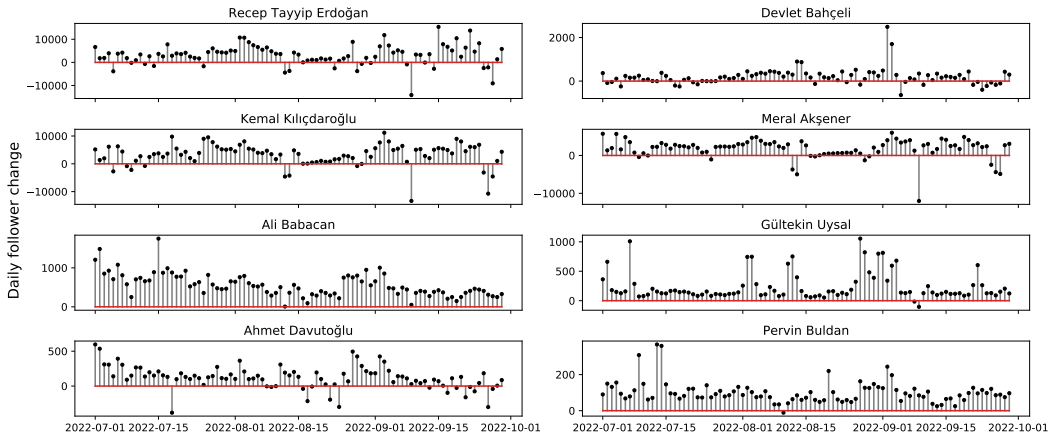 Recep Tayyip Erdoğan
10000
0
−10000
Devlet Bahçeli
2000
0
Kemal Kılıçdaroğlu
10000
0
−10000
Meral Akşener
0
−10000
Ali Babacan
1000
0
Gültekin Uysal
1000
500
0
Ahmet Davutoğlu
500
0
Pervin Buldan
200
0
Daily follower change
2022-07-01 2022-07-15 2022-08-01 2022-08-15 2022-09-01 2022-09-15 2022-10-01
2022-07-01 2022-07-15 2022-08-01 2022-08-15 2022-09-01 2022-09-15 2022-10-01